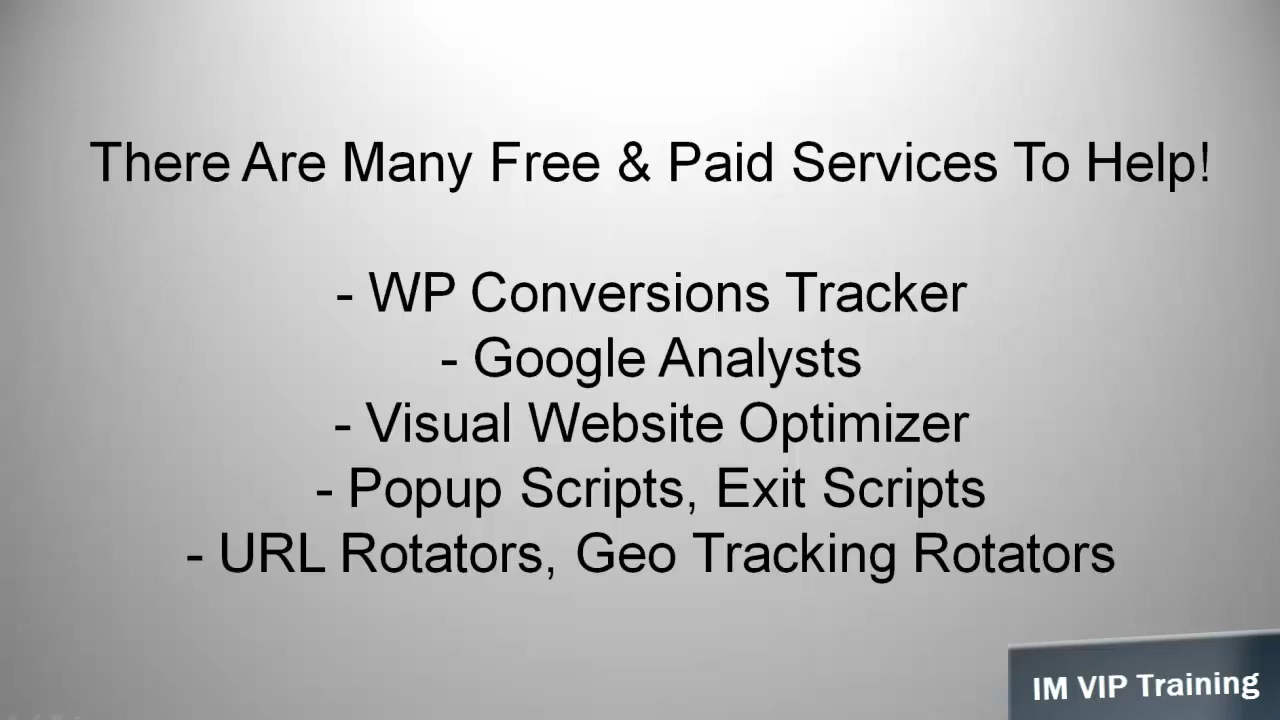 There Are Many Free & Paid Services To Help!
- WP Conversions Tracker
- Google Analysts
- Visual Website Optimizer
- Popup Scripts, Exit Scripts
- URL Rotators, Geo Tracking Rotators
IM VIP Training